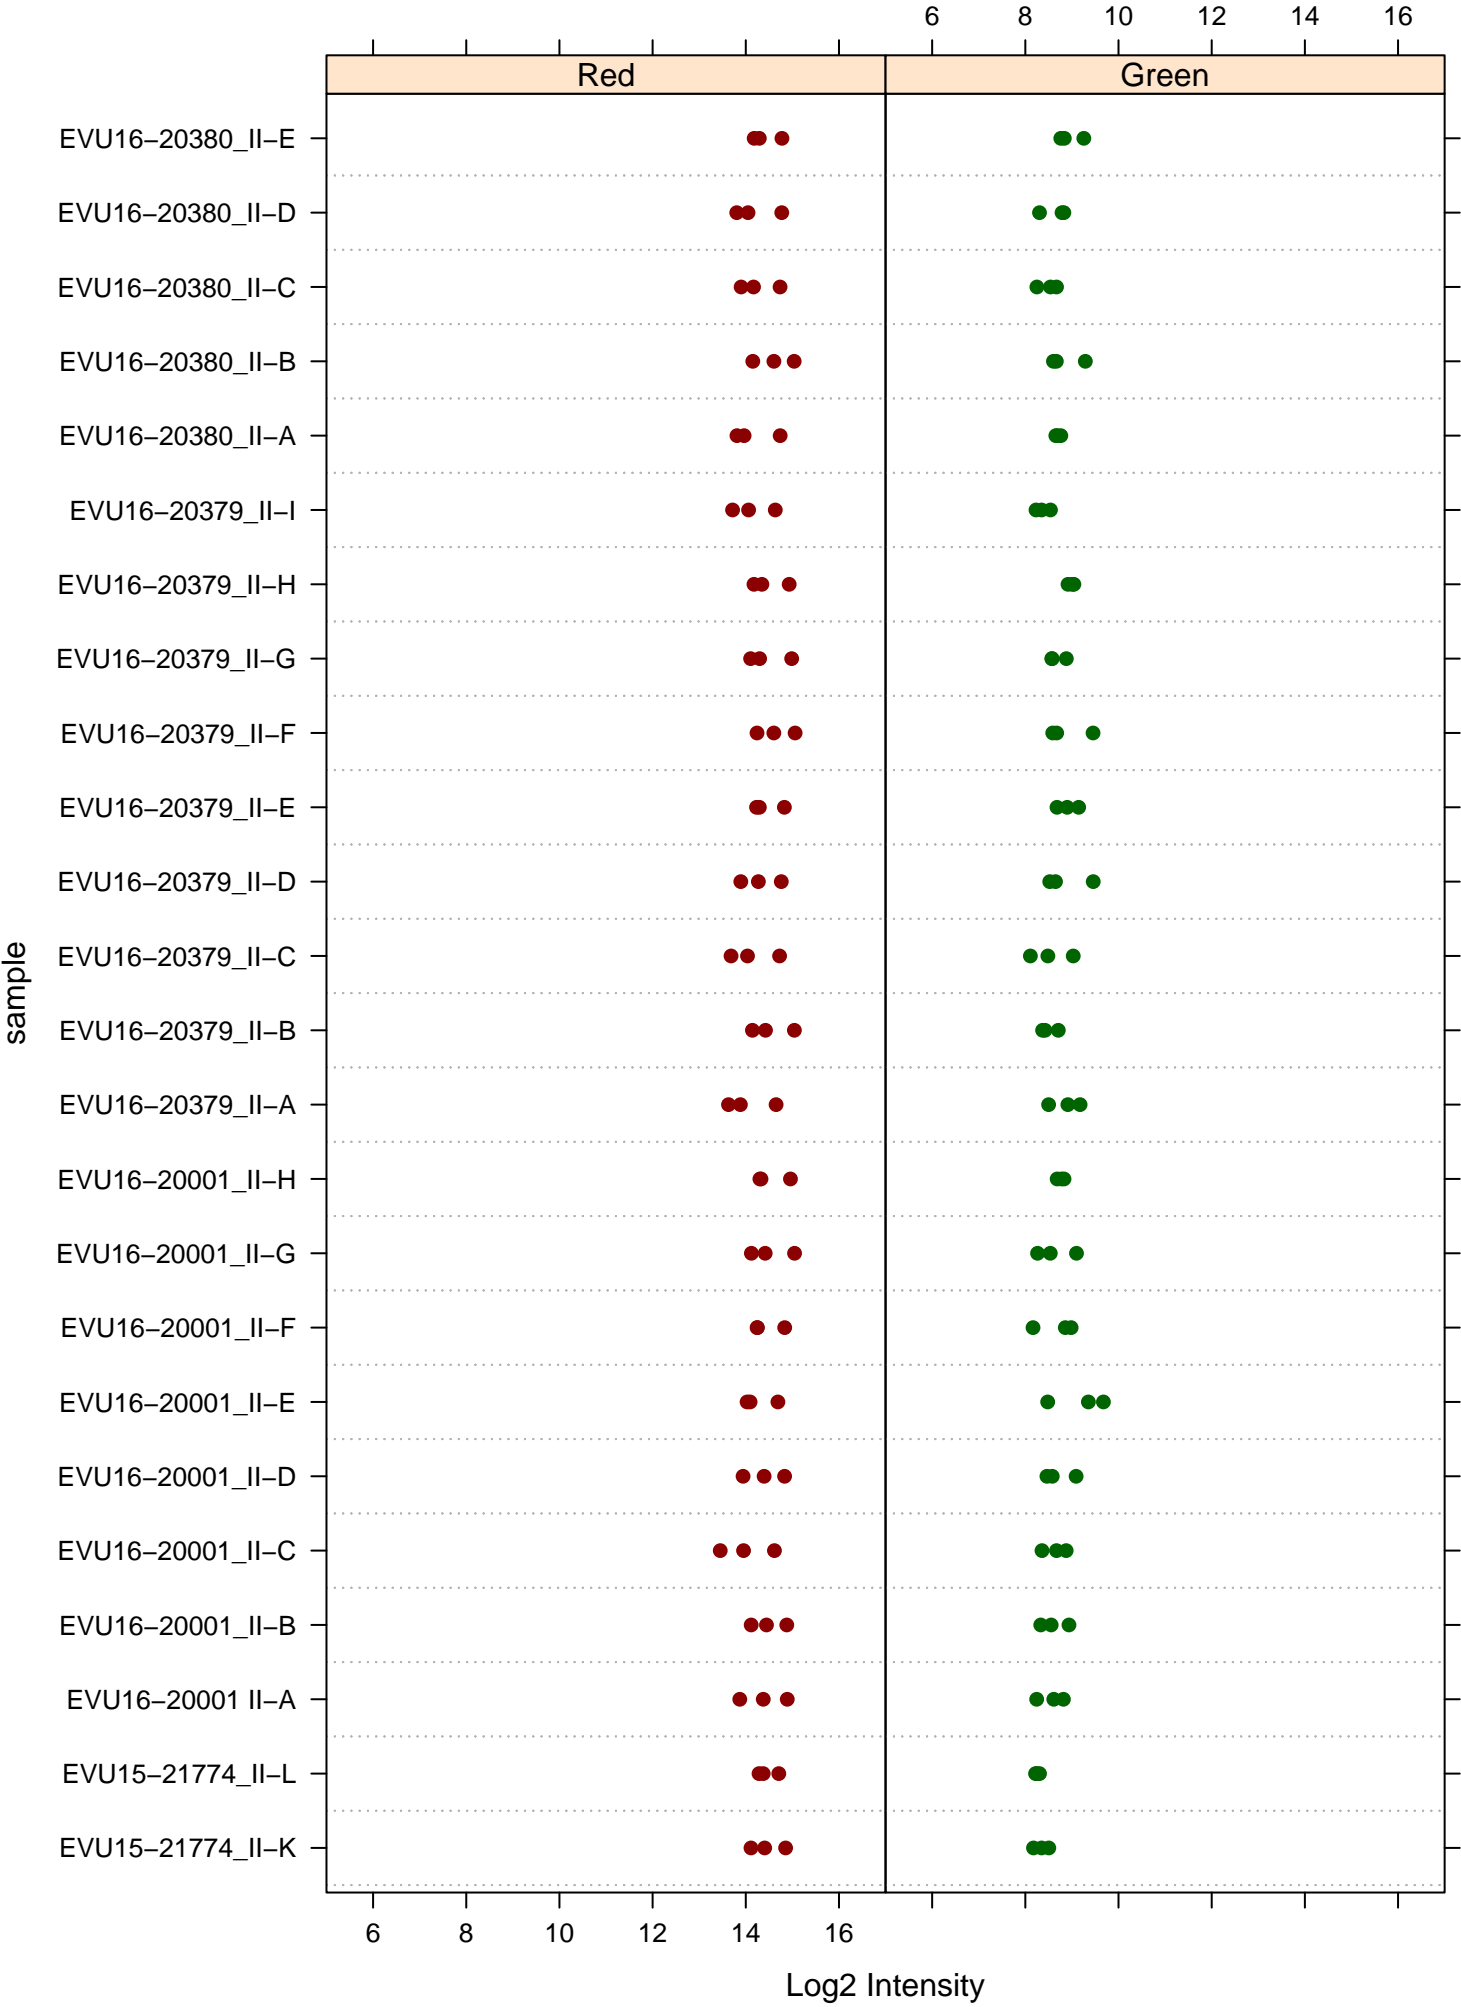 6 8 10 12 14 16
Red Green
EVU16−20380_II−E
EVU16−20380_II−D
EVU16−20380_II−C
EVU16−20380_II−B
EVU16−20380_II−A
EVU16−20379_II−I
EVU16−20379_II−H
EVU16−20379_II−G
EVU16−20379_II−F
EVU16−20379_II−E
EVU16−20379_II−D
EVU16−20379_II−C
EVU16−20379_II−B
EVU16−20379_II−A
EVU16−20001_II−H
EVU16−20001_II−G
EVU16−20001_II−F
EVU16−20001_II−E
EVU16−20001_II−D
EVU16−20001_II−C
EVU16−20001_II−B
EVU16−20001 II−A
EVU15−21774_II−L
EVU15−21774_II−K
sample
6 8 10 12 14 16
Log2 Intensity